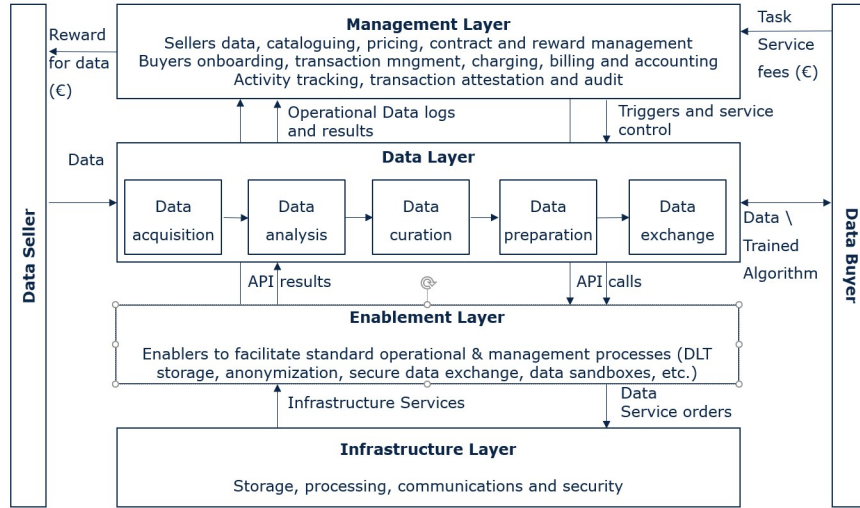 Management Layer
Sellers data, cataloguing, pricing, contract and reward management
Buyers onboarding, transaction mngment, charging, billing and accounting
Activity tracking, transaction attestation and audit
Reward
for data
(€)
Task
Service
fees (€)
Operational Data logs
and results
Triggers and service
control
Data
Data Layer
Data
acquisition
Data
analysis
Data
curation
Data
preparation
Data
exchange
Data \
Trained
Algorithm
Data Seller
Data Buyer
API results
API calls
Enablement Layer
Enablers to facilitate standard operational & management processes (DLT
storage, anonymization, secure data exchange, data sandboxes, etc.)
Infrastructure Services
Data
Service orders
Infrastructure Layer
Storage, processing, communications and security